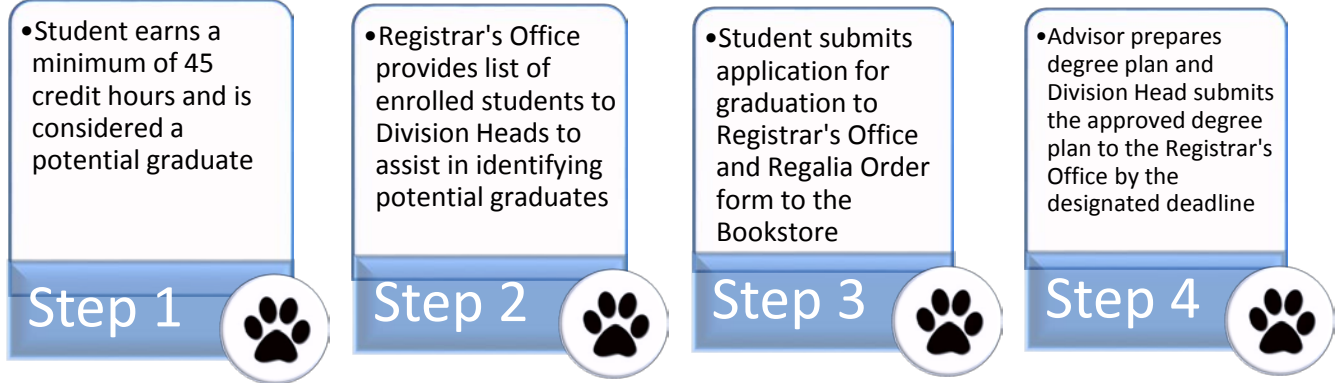 •Student earns a
minimum of 45
credit hours and is
considered a
potential graduate
Step 1
•Registrar's Office
provides list of
enrolled students to
Division Heads to
assist in identifying
potential graduates
Step 2
•Student submits
application for
graduation to
Registrar's Office
and Regalia Order
form to the
Bookstore
Step 3
•Advisor prepares
degree plan and
Division Head submits
the approved degree
plan to the Registrar's
Office by the
designated deadline
Step 4